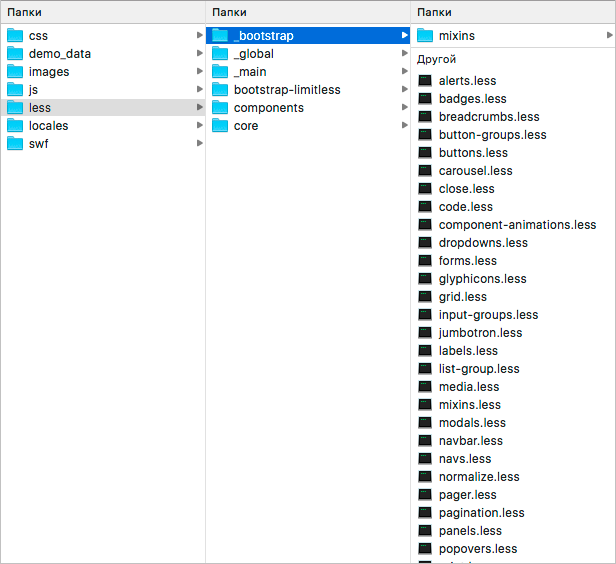 Папки
css
demo_data
images
js
less
locales
swf
Папки
_bootstrap
_global
_main
bootstrap-limitless
components
core
Папки
mixins
Другой
alerts.less
badges.less
breadcrumbs.less
button-groups.less
buttons.less
carousel.less
close.less
code.less
component-animations.less
dropdowns.less
forms.less
glyphicons.less
grid.less
input-groups.less
jumbotron.less
labels.less
list-group.less
media.less
mixins.less
modals.less
navbar.less
navs.less
normalize.less
pager.less
pagination.less
panels.less
popovers.less